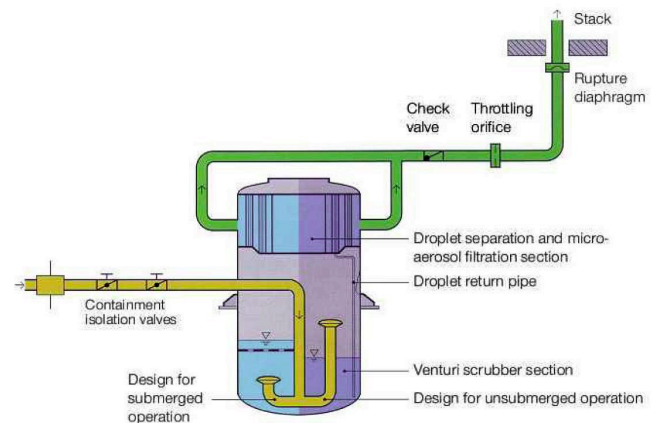 Stack
Rupture
diaphragm
Check
valve
Throttling
orifice
Droplet separation and micro-
aerosol filtration section
Droplet return pipe
Containment
isolation valves
Venturi scrubber section
Design for
submerged
operation
Design for unsubmerged operation